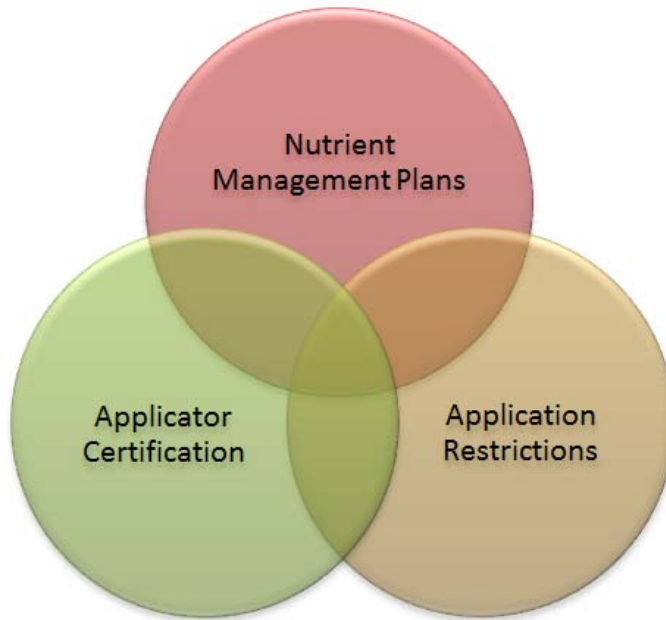 Nutrient
Management Plans
Applicator
Certification
Application
Restrictions